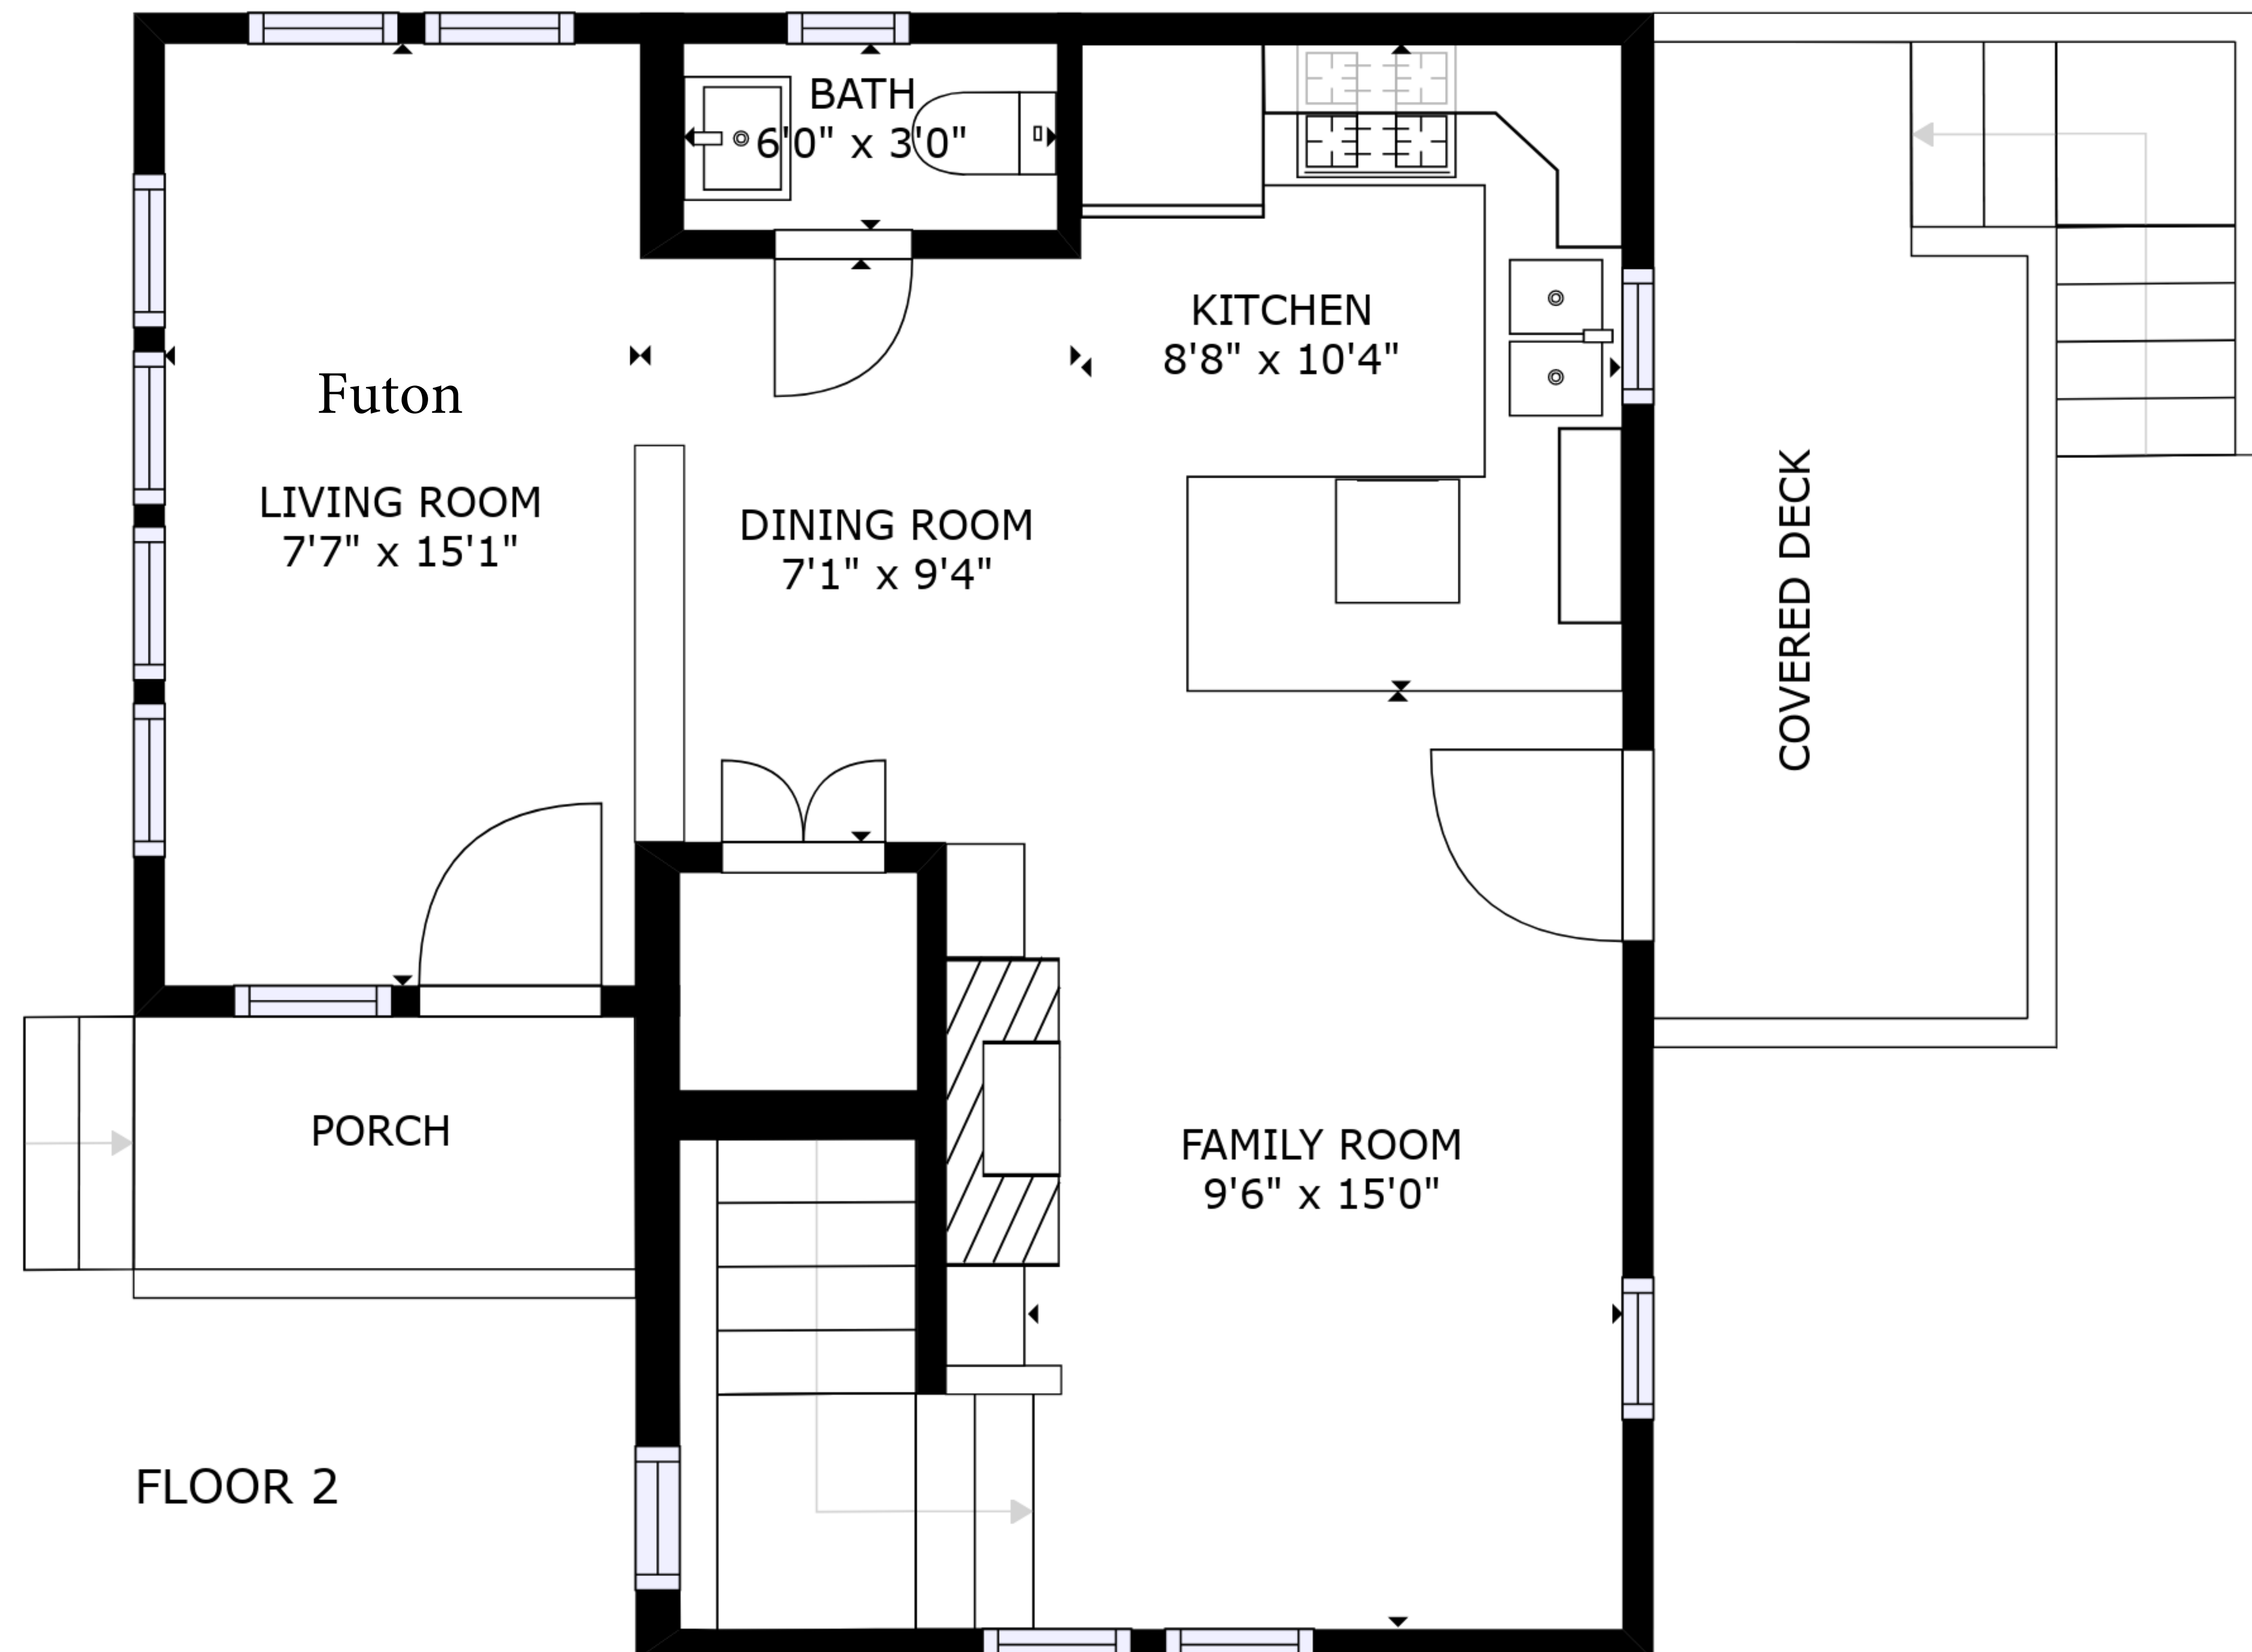 BATH
6'0" x 3'0"
KITCHEN
8'8" x 10'4"
Futon
LIVING ROOM
7'7" x 15'1"
DINING ROOM
7'1" x 9'4"
COVERED DECK
PORCH
FAMILY ROOM
9'6" x 15'0"
FLOOR 2